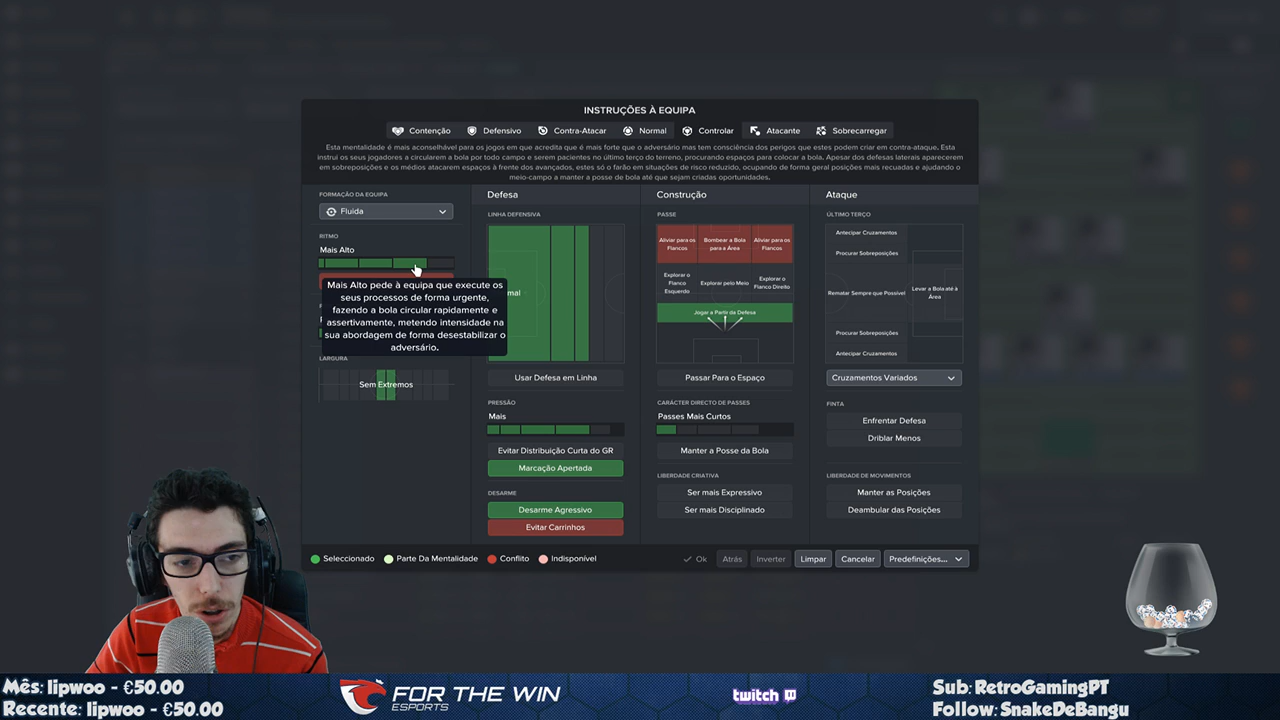 INSTRUÇÕES À EQUIPA
Contenção
Defensivo
Contra-Atacar
Normal
Controlar
Atacante
Sobrecarregar
Esta mentalidade é mais aconselhável para os jogos em que acredita que é mais forte que o adversário mas tem consciência dos perigos que estes podem criar em contra-ataque. Esta
instrui os seus jogadores a circularem a bola por todo campo e serem pacientes no último terço do terreno, procurando espaços para colocar a bola. Apesar dos defesas laterais aparecerem
em sobreposições e os médios atacarem espaços à frente dos avançados, estes só o farão em situações de risco reduzido, ocupando de forma geral posições mais recuadas e ajudando o
meio-campo a manter a posse de bola até que sejam criadas oportunidades.
FORMAÇÃO DA EQUIPA
Fluida
RITMO
Mais Alto
Mais Alto pede à equipa que execute os
seus processos de forma urgente,
fazendo a bola circular rapidamente e
assertivamente, metendo intensidade na
sua abordagem de forma desestabilizar o
adversário.
LARGURA
Sem Extremos
Defesa
LINHA DEFENSIVA
mal
Usar Defesa em Linha
PRESSÃO
Mais
Evitar Distribuição Curta do GR
Marcação Apertada
DESARME
Desarme Agressivo
Evitar Carrinhos
Construção
PASSE
Aliviar para os
Flancos
Bombear a Bola
para a Área
Aliviar para os
Flancos
Explorar o
Flanco
Esquerdo
Explorar pelo Meio
Explorar o
Flanco Direito
Jogar a Partir da Defesa
Passar Para o Espaço
CARÁCTER DIRECTO DE PASSES
Passes Mais Curtos
Manter a Posse da Bola
LIBERDADE CRIATIVA
Ser mais Expressivo
Ser mais Disciplinado
Ataque
ÚLTIMO TERÇO
Antecipar Cruzamentos
Procurar Sobreposições
Rematar Sempre que Possível
Levar a Bola até à
Área
Procurar Sobreposições
Antecipar Cruzamentos
Cruzamentos Variados
FINTA
Enfrentar Defesa
Driblar Menos
LIBERDADE DE MOVIMENTOS
Manter as Posições
Deambular das Posições
Seleccionado
Parte Da Mentalidade
Conflito
Indisponível
Ok
Atrás
Inverter
Limpar
Cancelar
Predefinições...
Mês: lipwoo - €50.00
Recente: lipwoo - €50.00
FOR THE WIN
ESPORTS
twitch
Sub: RetroGamingPT
Follow: SnakeDeBangu